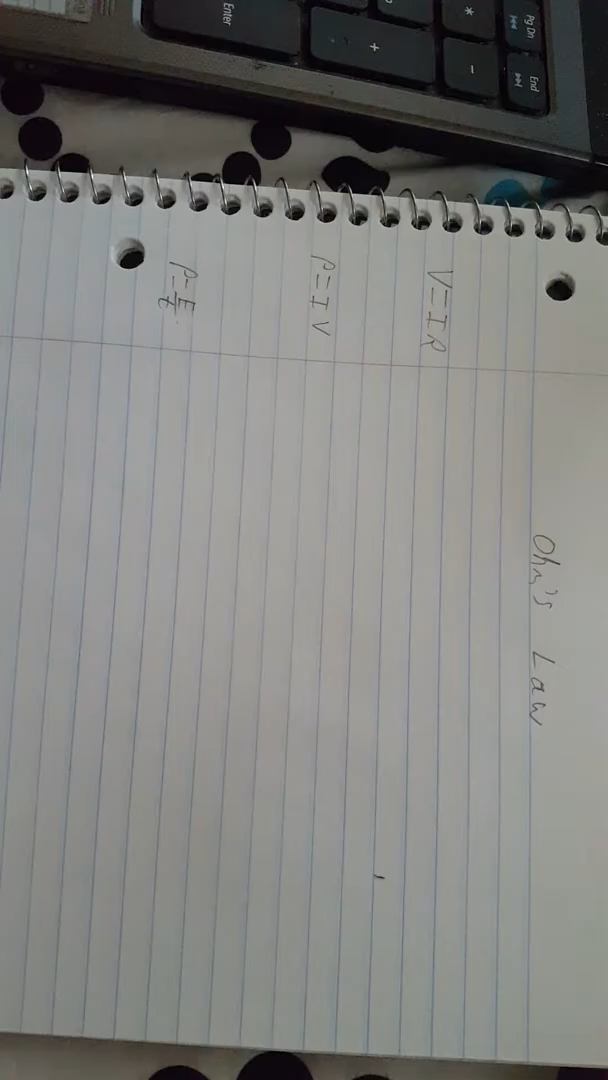 Ohm's Law
V=IR
P=IV
P=E/t
Enter
+
*
-
Pg Dn
End